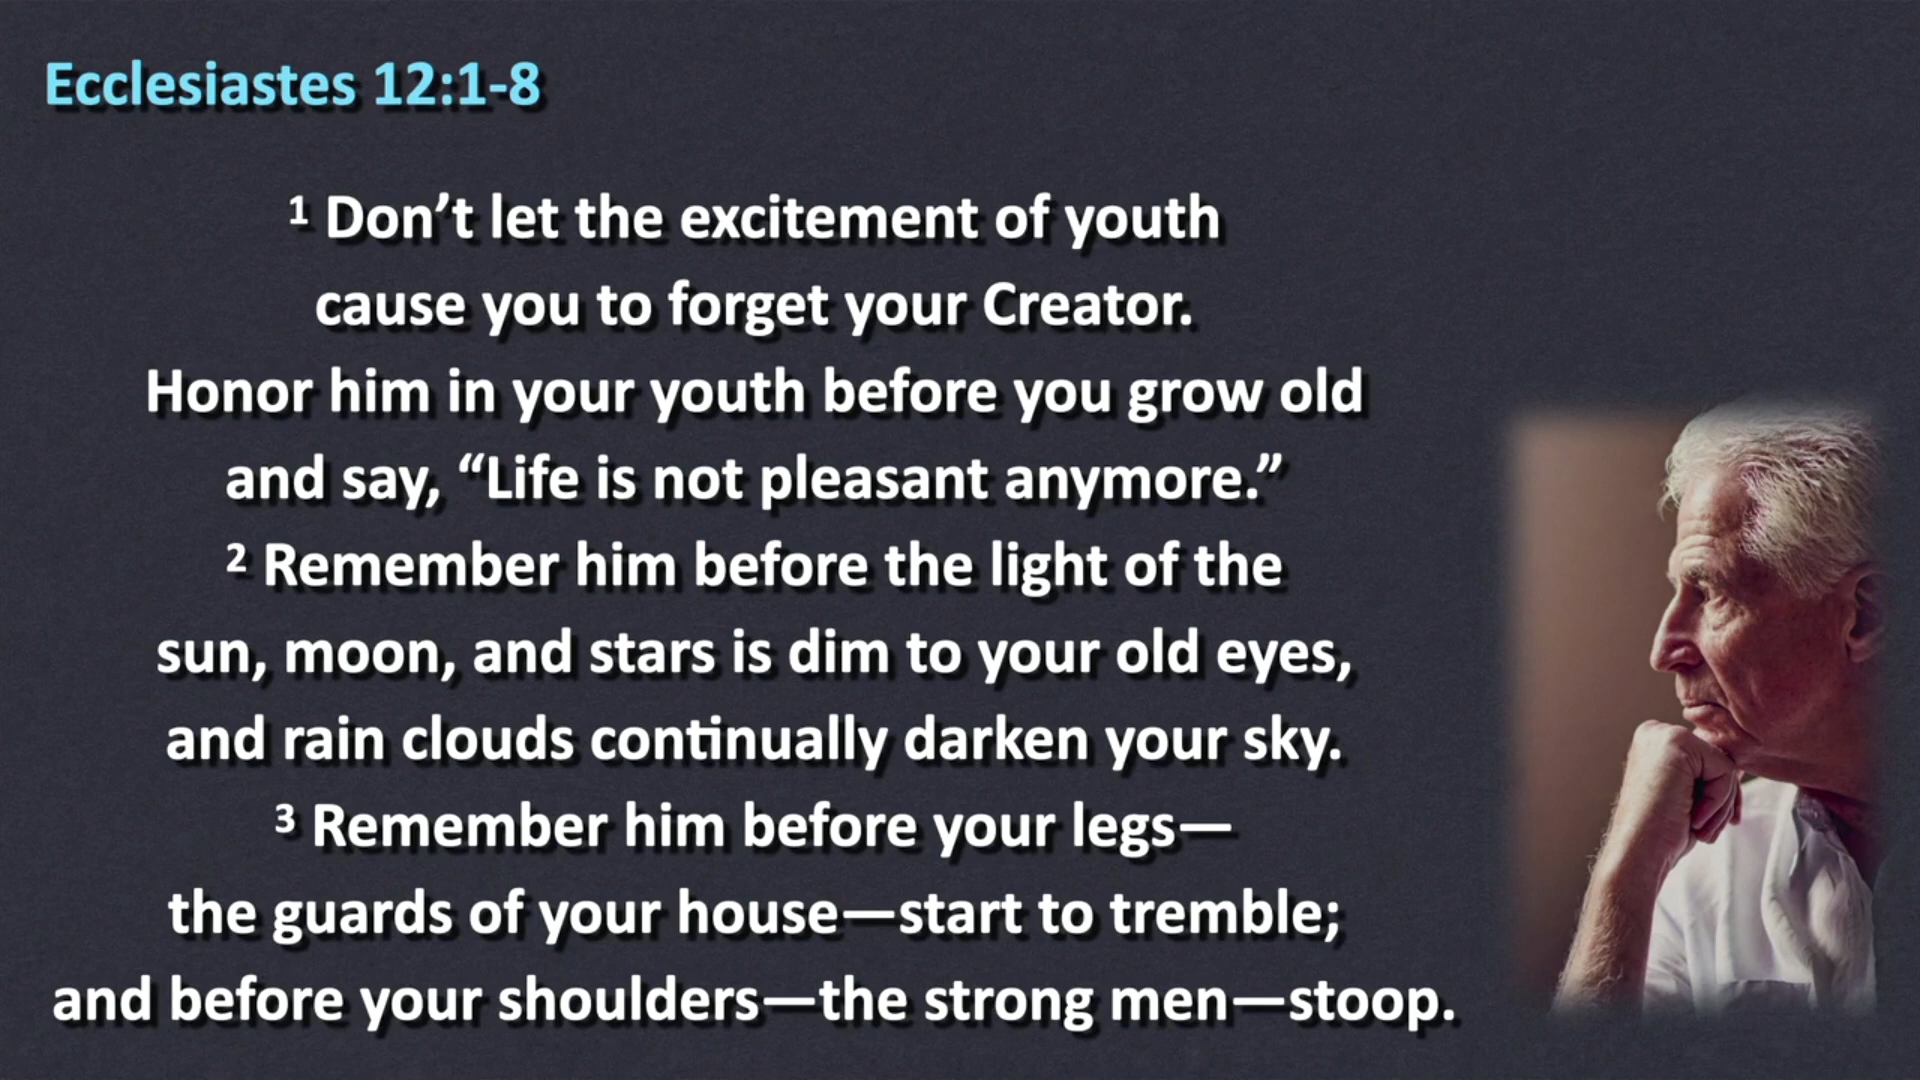 Ecclesiastes 12:1-8
¹ Don’t let the excitement of youth
cause you to forget your Creator.
Honor him in your youth before you grow old
and say, “Life is not pleasant anymore.”
² Remember him before the light of the
sun, moon, and stars is dim to your old eyes,
and rain clouds continually darken your sky.
³ Remember him before your legs—
the guards of your house—start to tremble;
and before your shoulders—the strong men—stoop.